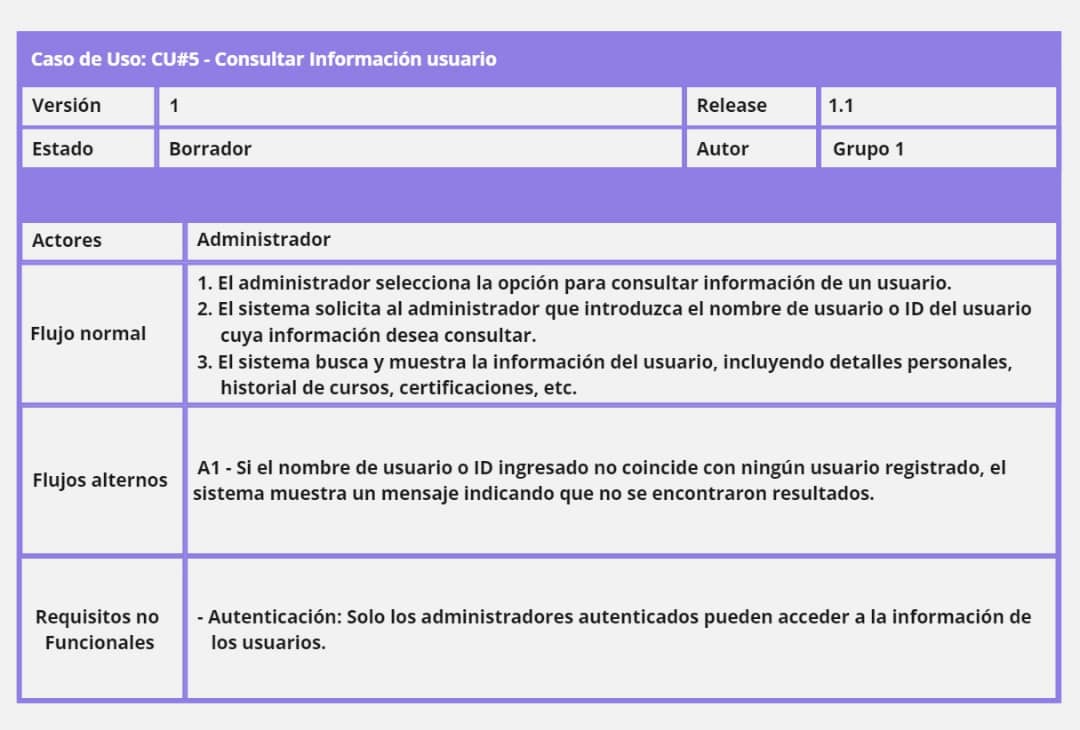 Caso de Uso: CU#5 - Consultar Información usuario
Versión 1 Release 1.1
Estado Borrador Autor Grupo 1
Actores Administrador
Flujo normal
1. El administrador selecciona la opción para consultar información de un usuario.
2. El sistema solicita al administrador que introduzca el nombre de usuario o ID del usuario
cuya información desea consultar.
3. El sistema busca y muestra la información del usuario, incluyendo detalles personales,
historial de cursos, certificaciones, etc.
Flujos alternos
A1 - Si el nombre de usuario o ID ingresado no coincide con ningún usuario registrado, el
sistema muestra un mensaje indicando que no se encontraron resultados.
Requisitos no
Funcionales
- Autenticación: Solo los administradores autenticados pueden acceder a la información de
los usuarios.